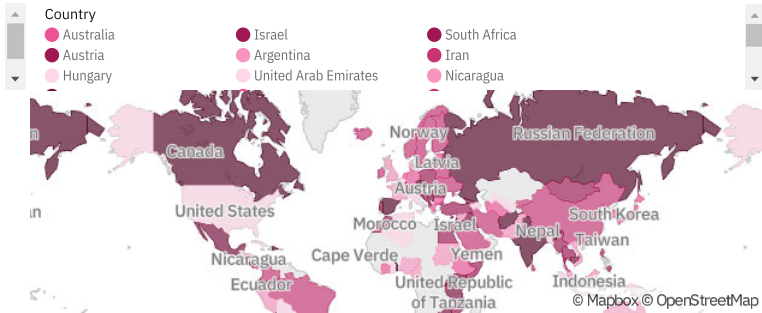 Country
Australia
Israel
South Africa
Austria
Argentina
Iran
Hungary
United Arab Emirates
Nicaragua
Norway
Russian Federation
Canada
Latvia
Austria
United States
South Korea
Morocco
Israel
Nepal
Taiwan
Nicaragua
Cape Verde
Yemen
Ecuador
United Republic
of Tanzania
Indonesia
© Mapbox © OpenStreetMap